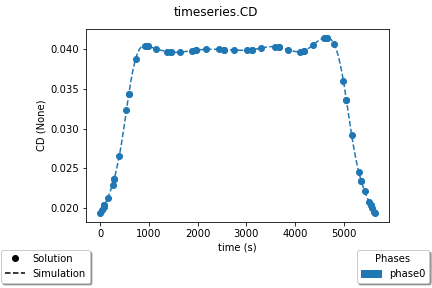 timeseries.CD
0.040
0.035
0.030
0.025
0.020
CD (None)
0 1000 2000 3000 4000 5000
time (s)
Solution
Simulation
Phases
phase0